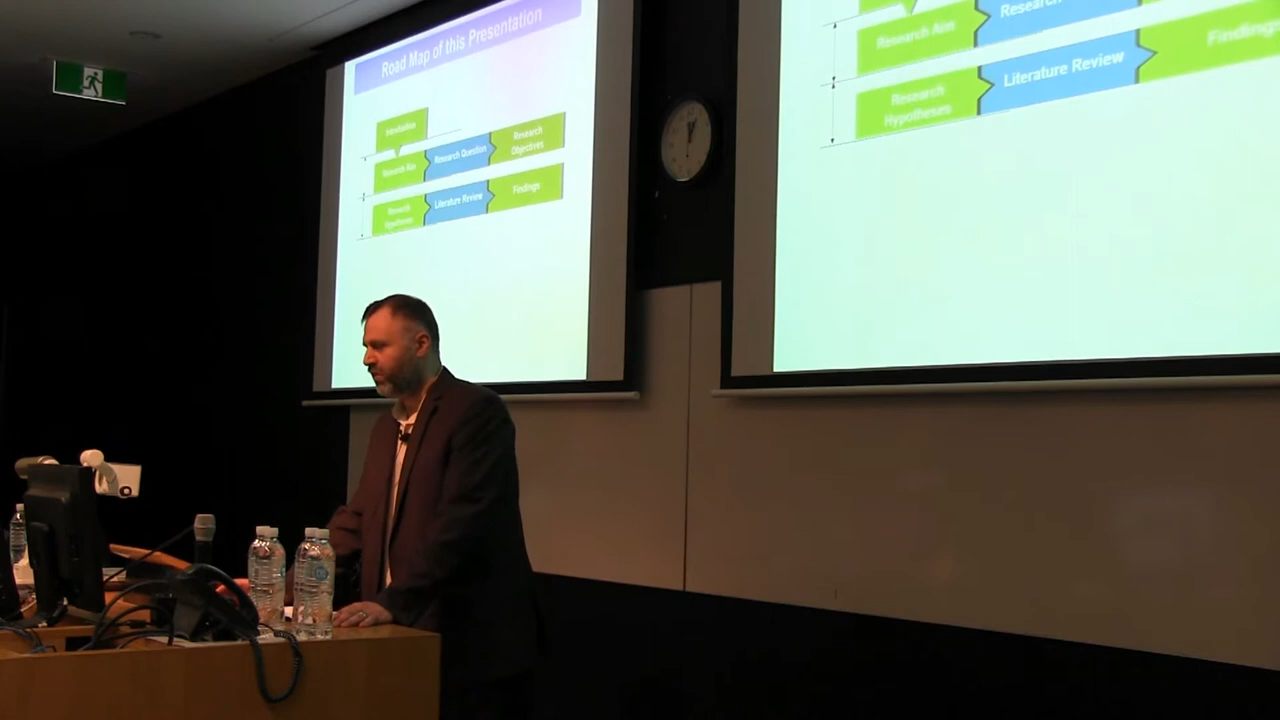 Road Map of this Presentation
Introduction
Research Aim
Research Question
Research
Objectives
Research
Hypotheses
Literature Review
Findings
Research Aim
Research
Research
Hypotheses
Literature Review
Findings